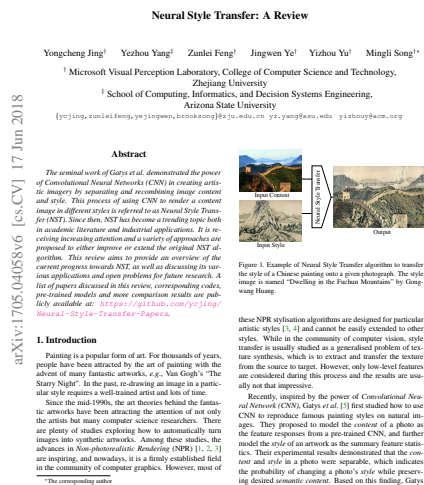 Neural Style Transfer: A Review
Yongcheng Jing† Yezhou Yang‡ Zunlei Feng† Jingwen Ye† Yizhou Yu† Mingli Song†*
† Microsoft Visual Perception Laboratory, College of Computer Science and Technology,
Zhejiang University
‡ School of Computing, Informatics, and Decision Systems Engineering,
Arizona State University
{ycjing,zunleifeng,yejingwen,brooksong}@zju.edu.cn yz.yang@asu.edu yizhouy@acm.org
arXiv:1705.04058v6 [cs.CV] 17 Jun 2018
Abstract
The seminal work of Gatys et al. demonstrated the power
of Convolutional Neural Networks (CNN) in creating artis-
tic imagery by separating and recombining image content
and style. This process of using CNN to render a content
image in different styles is referred to as Neural Style Trans-
fer (NST). Since then, NST has become a trending topic both
in academic literature and industrial applications. It is re-
ceiving increasing attention and a variety of approaches are
proposed to either improve or extend the original NST al-
gorithm. This review aims to provide an overview of the
current progress towards NST, as well as discussing its var-
ious applications and open problems for future research. A
list of papers discussed in this review, corresponding codes,
pre-trained models and more comparison results are pub-
licly available at: https://github.com/ycjing/
Neural-Style-Transfer-Papers.
1. Introduction
Painting is a popular form of art. For thousands of years,
people have been attracted by the art of painting with the
advent of many fantastic artworks, e.g., Van Gogh's “The
Starry Night”. In the past, re-drawing an image in a partic-
ular style requires a well-trained artist and lots of time.
Since the mid-1990s, the art theories behind the fantas-
tic artworks have been attracting the attention of not only
the artists but many computer science researchers. There
are plenty of studies exploring how to automatically turn
images into synthetic artworks. Among these studies, the
advances in Non-photorealistic Rendering (NPR) [1, 2, 3]
are inspiring, and nowadays, it is a firmly established field
in the community of computer graphics. However, most of
*The corresponding author
Input Content
Input Style
Neural Style Transfer
Output
Figure 1. Example of Neural Style Transfer algorithm to transfer
the style of a Chinese painting onto a given photograph. The style
image is named “Dwelling in the Fuchun Mountains” by Gong-
wang Huang.
these NPR stylisation algorithms are designed for particular
artistic styles [3, 4] and cannot be easily extended to other
styles. While in the community of computer vision, style
transfer is usually studied as a generalised problem of tex-
ture synthesis, which is to extract and transfer the texture
from the source to target. However, only low-level features
are considered during this process and the results are usu-
ally not that impressive.
Recently, inspired by the power of Convolutional Neu-
ral Network (CNN), Gatys et al. [5] first studied how to use
CNN to reproduce famous painting styles on natural im-
ages. They proposed to model the content of a photo as
the feature responses from a pre-trained CNN, and further
model the style of an artwork as the summary feature statis-
tics. Their experimental results demonstrated that the con-
tent and style in a photo were separable, which indicates
the probability of changing a photo's style while preserv-
ing desired semantic content. Based on this finding, Gatys